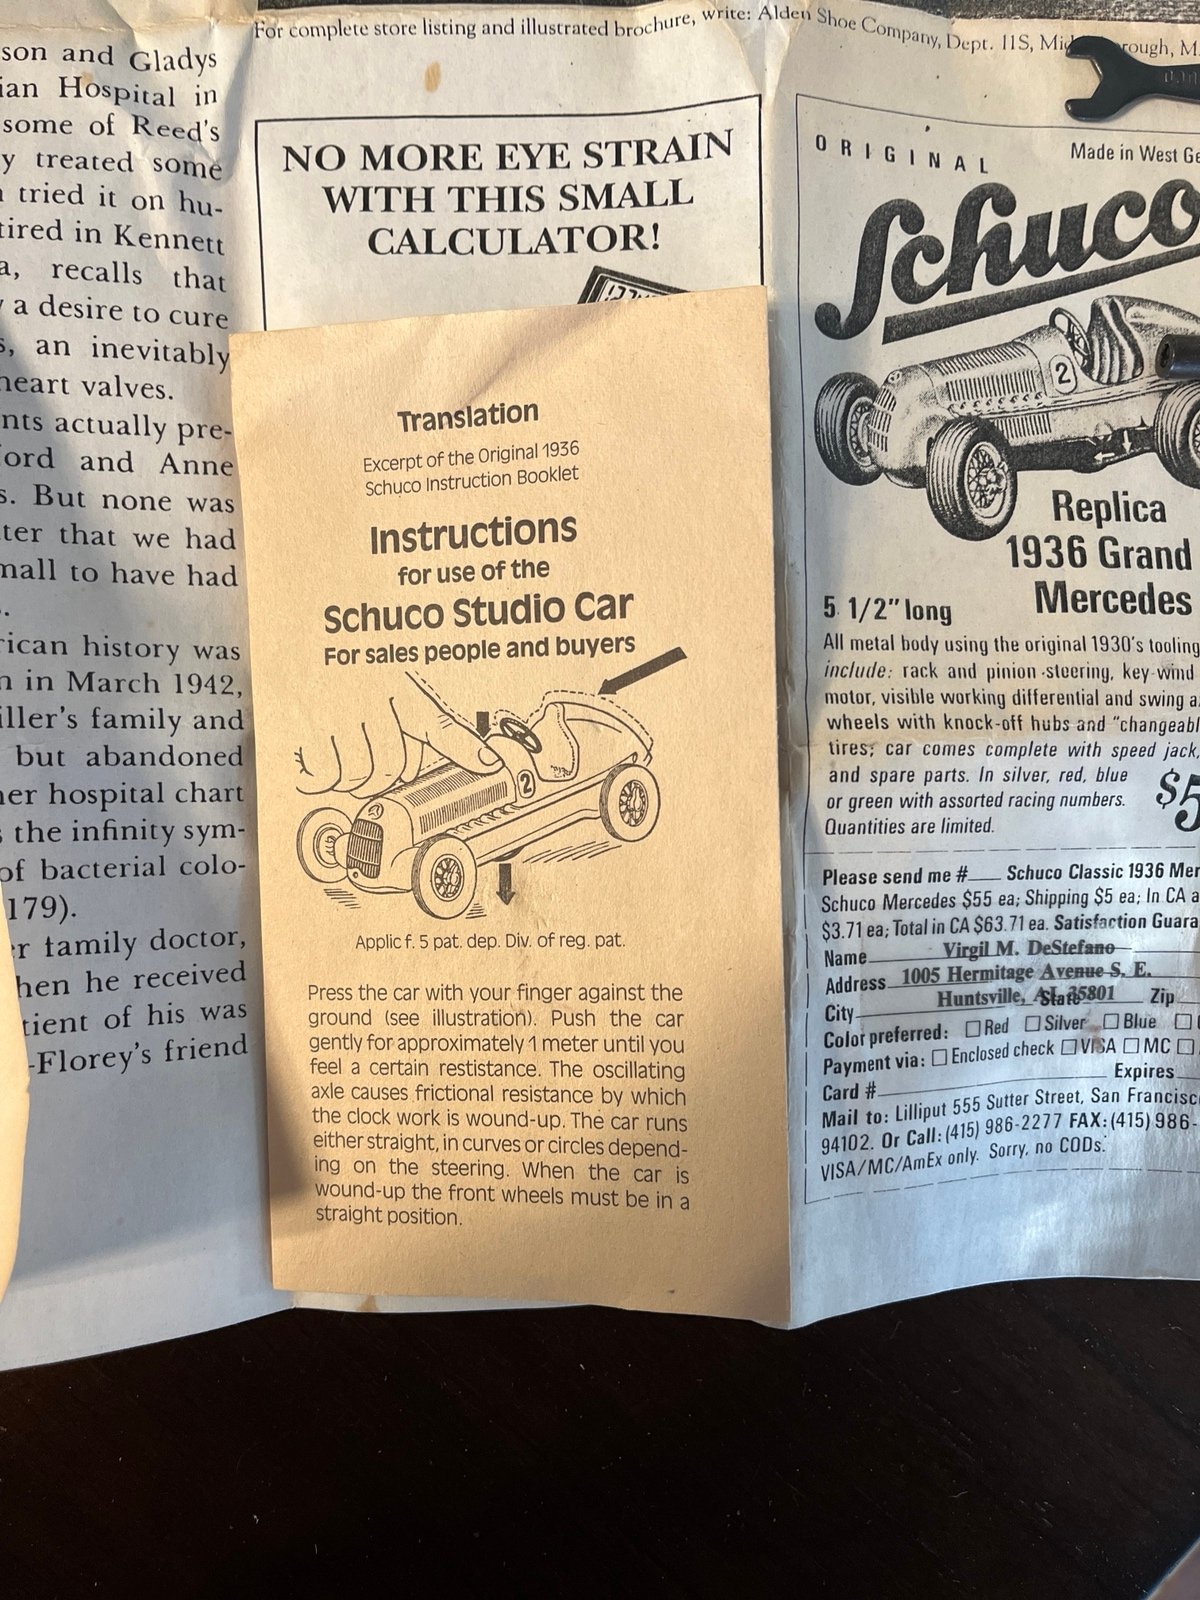 For complete store listing and illustrated brochure, write: Alden Shoe Company, Dept. 11S,
son and Gladys
ian Hospital in
some of Reed's
y treated some
tried it on hu-
tired in Kennett
a, recalls that
a desire to cure
s, an inevitably
heart valves.
nts actually pre-
ord and Anne
s. But none was
ter that we had
mall to have had
rican history was
n in March 1942,
iller's family and
but abandoned
her hospital chart
s the infinity sym-
of bacterial colo-
179).
r family doctor,
hen he received
tient of his was
-Florey's friend
NO MORE EYE STRAIN
WITH THIS SMALL
CALCULATOR!
Translation
Excerpt of the Original 1936
Schuco Instruction Booklet
Instructions
for use of the
Schuco Studio Car
For sales people and buyers
2
Applic f. 5 pat. dep. Div. of reg. pat.
Press the car with your finger against the
ground (see illustration). Push the car
gently for approximately 1 meter until you
feel a certain restistance. The oscillating
axle causes frictional resistance by which
the clock work is wound-up. The car runs
either straight, in curves or circles depend-
ing on the steering. When the car is
wound-up the front wheels must be in a
straight position.
ORIGINAL
Made in West Ge
Schuco
2
Replica
1936 Grand
Mercedes
5 1/2" long
All metal body using the original 1930's tooling
include: rack and pinion steering, key wind
motor, visible working differential and swing a
wheels with knock-off hubs and "changeabl
tires; car comes complete with speed jack,
and spare parts. In silver, red, blue
or green with assorted racing numbers.
Quantities are limited.
$5
Please send me #___ Schuco Classic 1936 Mer
Schuco Mercedes $55 ea; Shipping $5 ea; In CA a
$3.71 ea; Total in CA $63.71 ea. Satisfaction Guara
Name Virgil M. DeStefano
Address 1005 Hermitage Avenue S. E.
City Huntsville, AL 35801 State Zip
Color preferred: Red Silver Blue
Payment via: Enclosed check VISA MC
Card # Expires
Mail to: Lilliput 555 Sutter Street, San Francisc
94102. Or Call: (415) 986-2277 FAX: (415) 986-
VISA/MC/AmEx only. Sorry, no CODs.